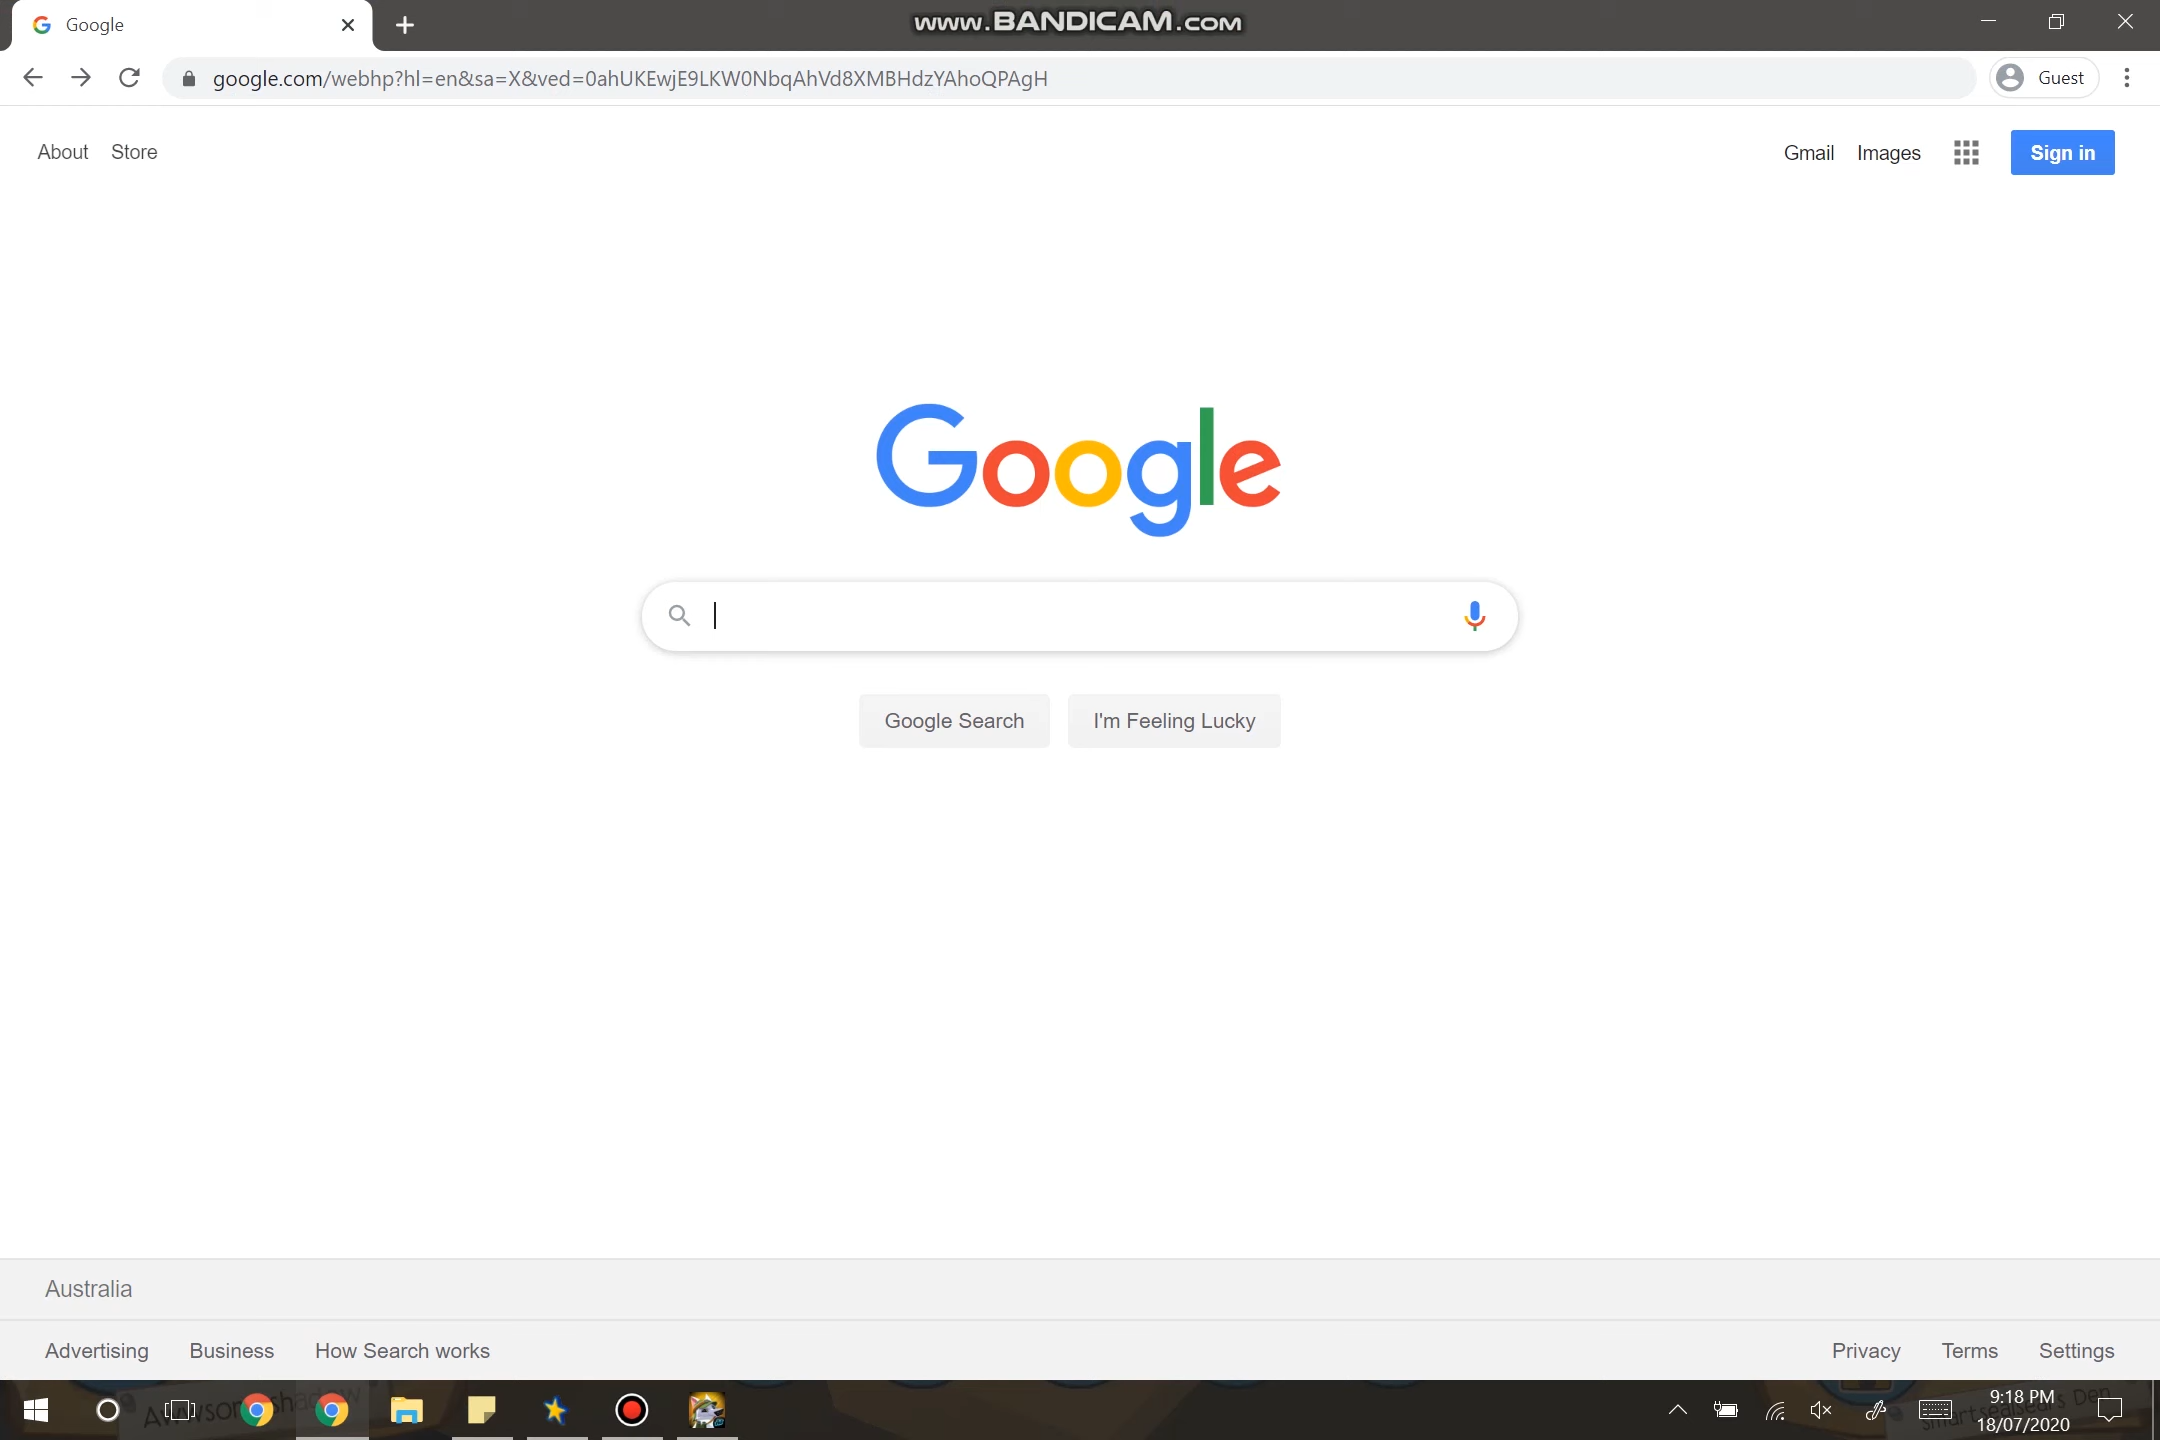 Google
www.BANDICAM.com
google.com/webhp?hl=en&sa=X&ved=0ahUKEwjE9LKW0NbqAhVd8XMBHdzYAhoQPAgH
Guest
About Store
Gmail Images Sign in
Google
Google Search I'm Feeling Lucky
Australia
Advertising Business How Search works
Privacy Terms Settings
9:18 PM
18/07/2020